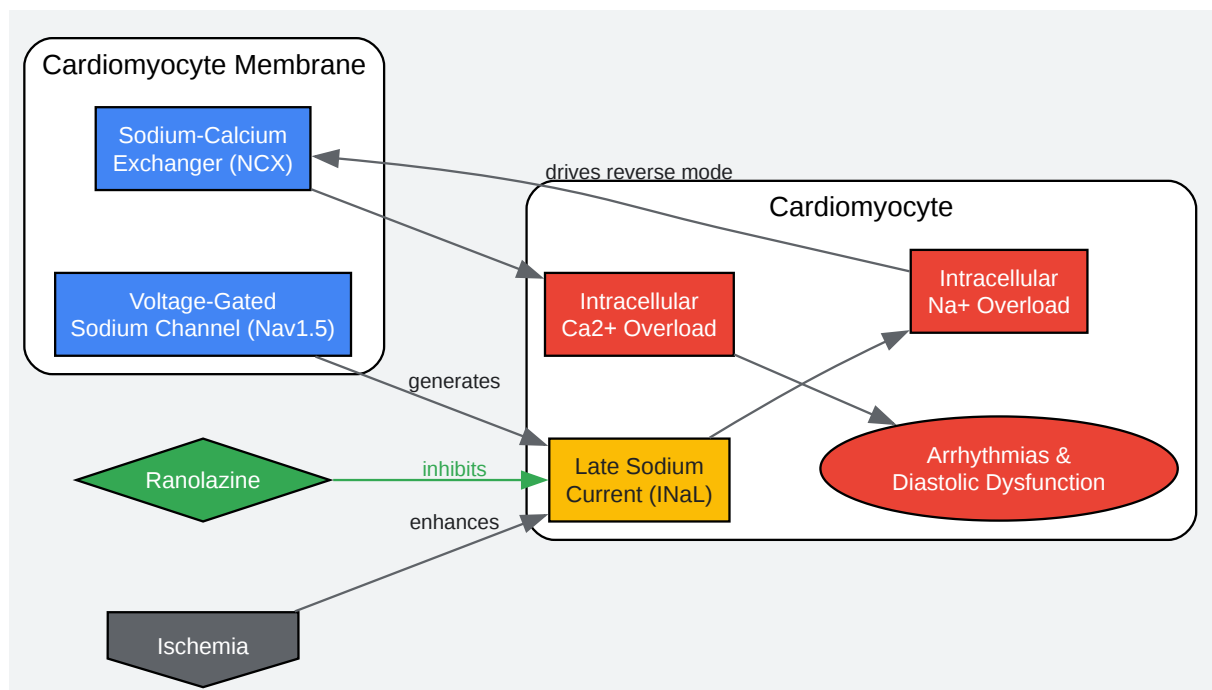 Cardiomyocyte Membrane
Sodium-Calcium
Exchanger (NCX)
drives reverse mode
Cardiomyocyte
Voltage-Gated
Sodium Channel (Nav1.5)
Intracellular
Ca2+ Overload
Intracellular
Na+ Overload
generates
Ranolazine
inhibits
Late Sodium
Current (INaL)
Arrhythmias &
Diastolic Dysfunction
enhances
Ischemia